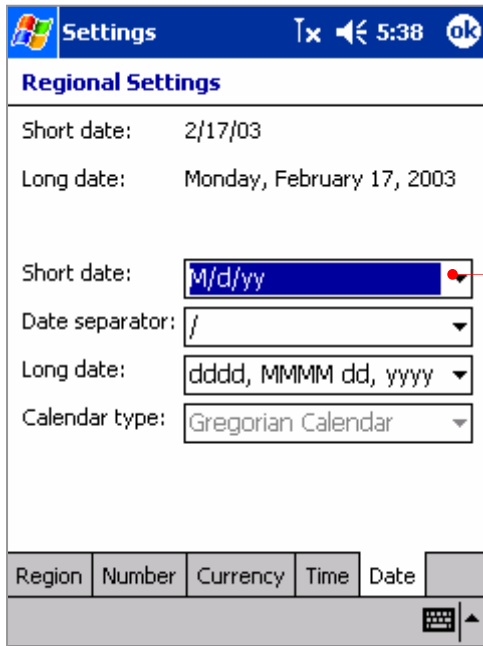 Settings 5:38 ok
Regional Settings
Short date: 2/17/03
Long date: Monday, February 17, 2003
Short date: M/d/yy
Date separator: /
Long date: dddd, MMMM dd, yyyy
Calendar type: Gregorian Calendar
Region Number Currency Time Date